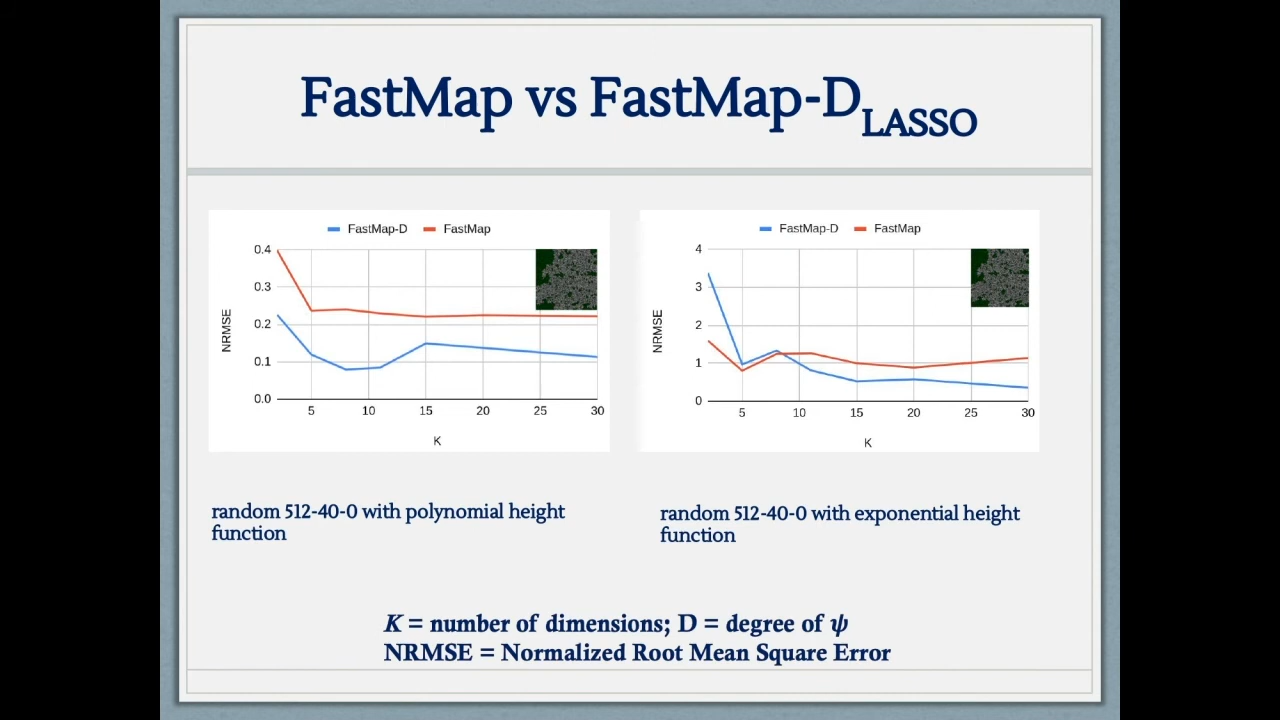 FastMap vs FastMap-D_LASSO
FastMap-D FastMap
0.4
0.3
0.2
0.1
0.0
NRMSE
5 10 15 20 25 30
K
FastMap-D FastMap
4
3
2
1
0
NRMSE
5 10 15 20 25 30
K
random 512-40-0 with polynomial height
function
random 512-40-0 with exponential height
function
K = number of dimensions; D = degree of ψ
NRMSE = Normalized Root Mean Square Error